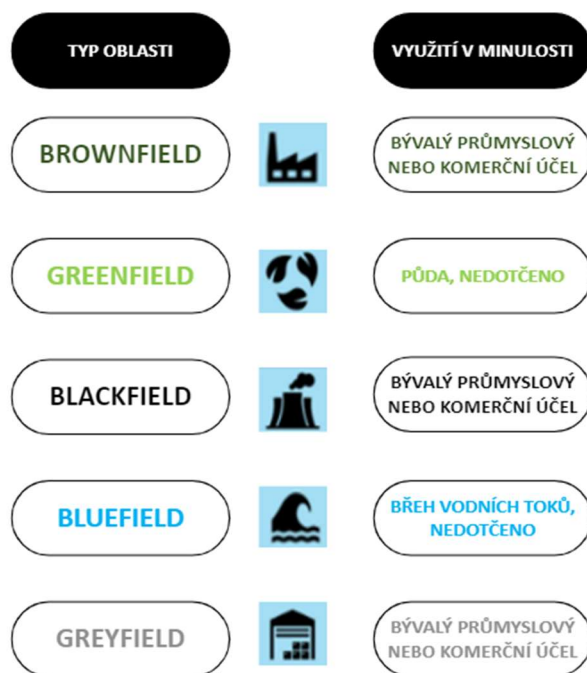 TYP OBLASTI
VYUŽITÍ V MINULOSTI
BROWNFIELD
BÝVALÝ PRŮMYSLOVÝ
NEBO KOMERČNÍ ÚČEL
GREENFIELD
PŮDA, NEDOTČENO
BLACKFIELD
BÝVALÝ PRŮMYSLOVÝ
NEBO KOMERČNÍ ÚČEL
BLUEFIELD
BŘEH VODNÍCH TOKŮ,
NEDOTČENO
GREYFIELD
BÝVALÝ PRŮMYSLOVÝ
NEBO KOMERČNÍ ÚČEL